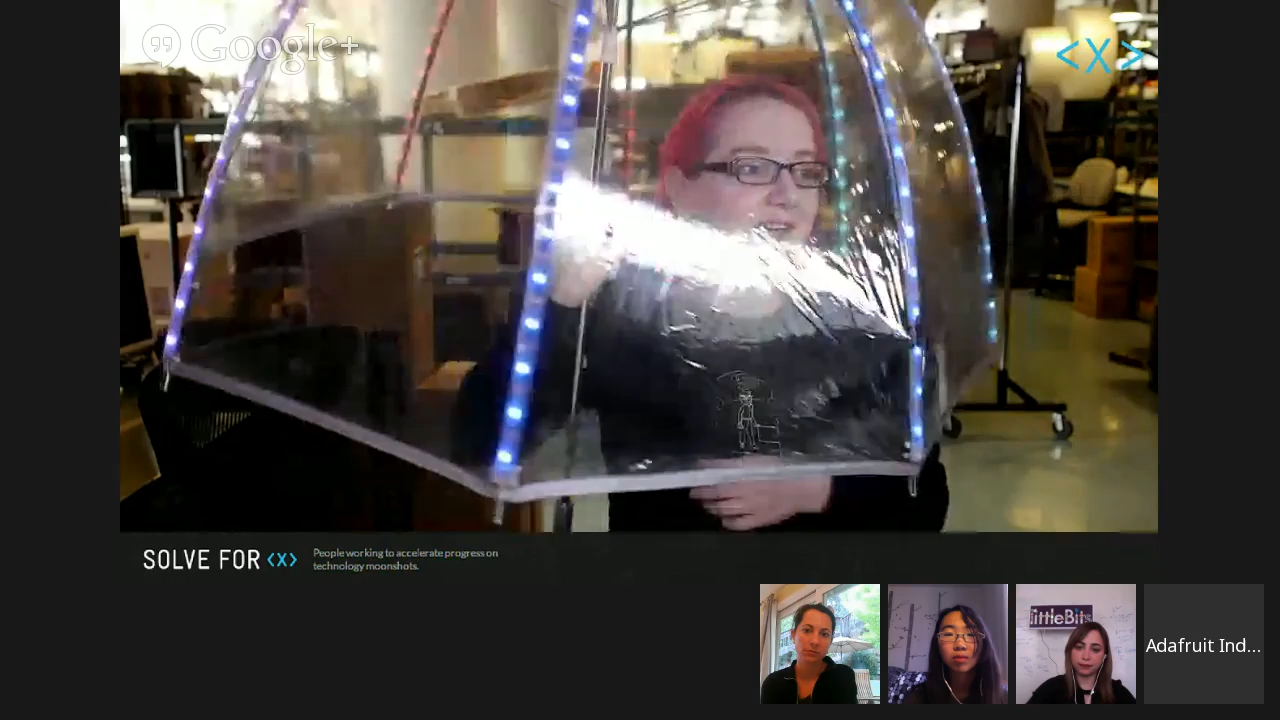 Google+
<X>
SOLVE FOR <X>
People working to accelerate progress on
technology moonshots.
littleBits
Adafruit Ind...